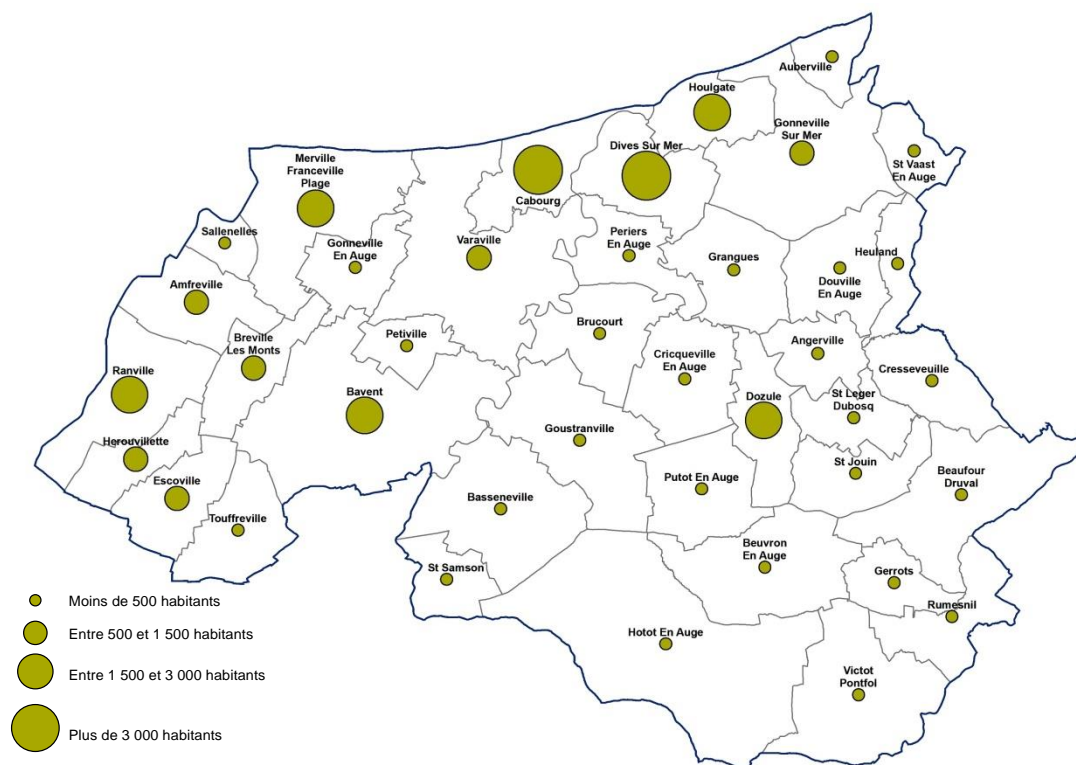 Auberville
Houlgate
Gonneville
Sur Mer
Dives Sur Mer
St Vaast
En Auge
Merville
Franceville
Plage
Cabourg
Sallenelles
Gonneville
En Auge
Varaville
Periers
En Auge
Grangues
Heuland
Douville
En Auge
Amfreville
Breville
Les Monts
Petiville
Brucourt
Angerville
Cricqueville
En Auge
Cresseveuille
Ranville
Bavent
Dozule
St Leger
Dubosq
Goustranville
Herouvillette
Escoville
Touffreville
Basseneville
Putot En Auge
St Jouin
Beaufour
Druval
Beuvron
En Auge
St Samson
Gerrots
Rumesnil
Hotot En Auge
Victot
Pontfol
Moins de 500 habitants
Entre 500 et 1 500 habitants
Entre 1 500 et 3 000 habitants
Plus de 3 000 habitants